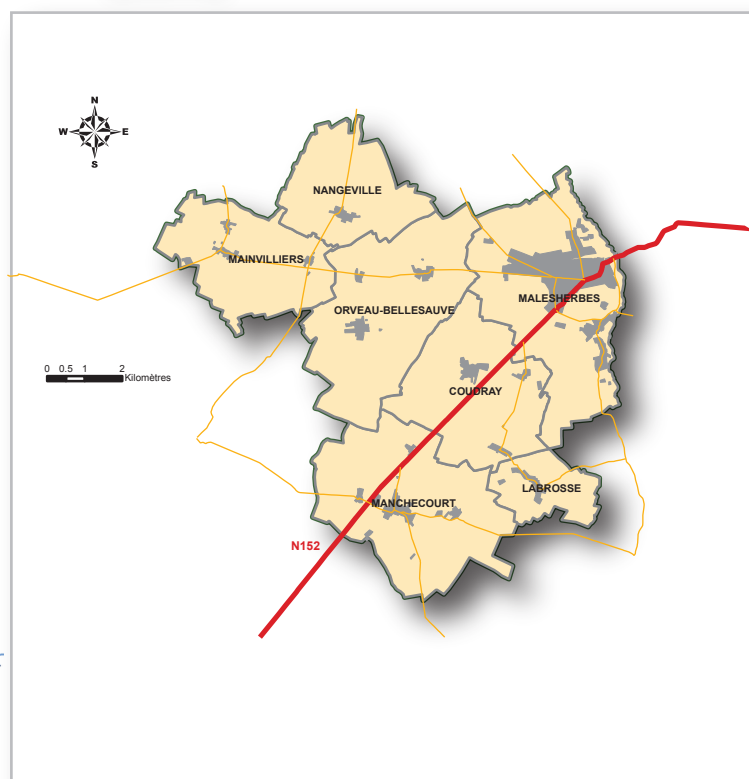 N
W E
S
NANGEVILLE
MAINVILLIERS
MALESHERBES
ORVEAU-BELLESAUVE
0 0.5 1 2
Kilomètres
COUDRAY
LABROSSE
MANCHECOURT
N152